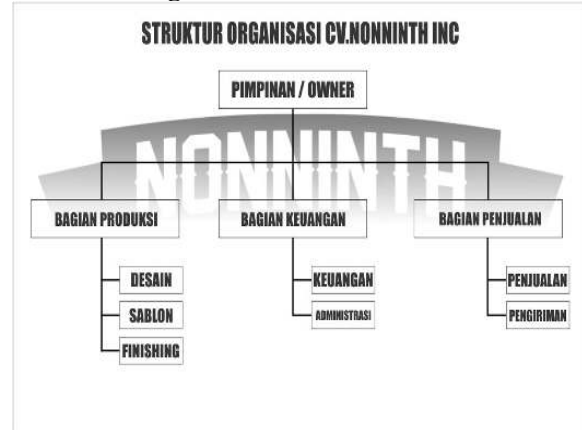 STRUKTUR ORGANISASI CV.NONNINTH INC
PIMPINAN / OWNER
NONNINTH
BAGIAN PRODUKSI
BAGIAN KEUANGAN
BAGIAN PENJUALAN
DESAIN
SABLON
FINISHING
KEUANGAN
ADMINISTRASI
PENJUALAN
PENGIRIMAN